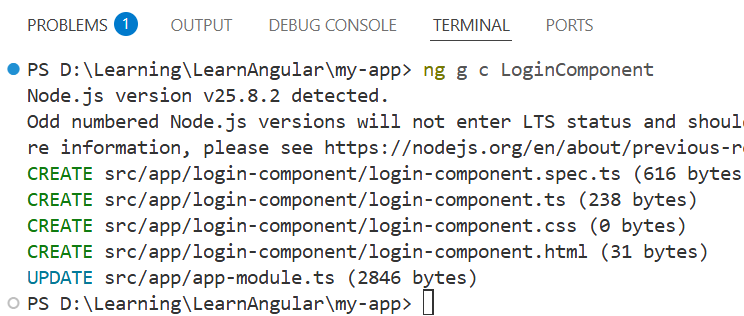 PROBLEMS 1 OUTPUT DEBUG CONSOLE TERMINAL PORTS
PS D:\Learning\LearnAngular\my-app> ng g c LoginComponent
Node.js version v25.8.2 detected.
Odd numbered Node.js versions will not enter LTS status and
re information, please see https://nodejs.org/en/about/
CREATE src/app/login-component/login-component.spec.ts (616 bytes
CREATE src/app/login-component/login-component.ts (238 bytes)
CREATE src/app/login-component/login-component.css (0 bytes)
CREATE src/app/login-component/login-component.html (31 bytes)
UPDATE src/app/app-module.ts (2846 bytes)
PS D:\Learning\LearnAngular\my-app>